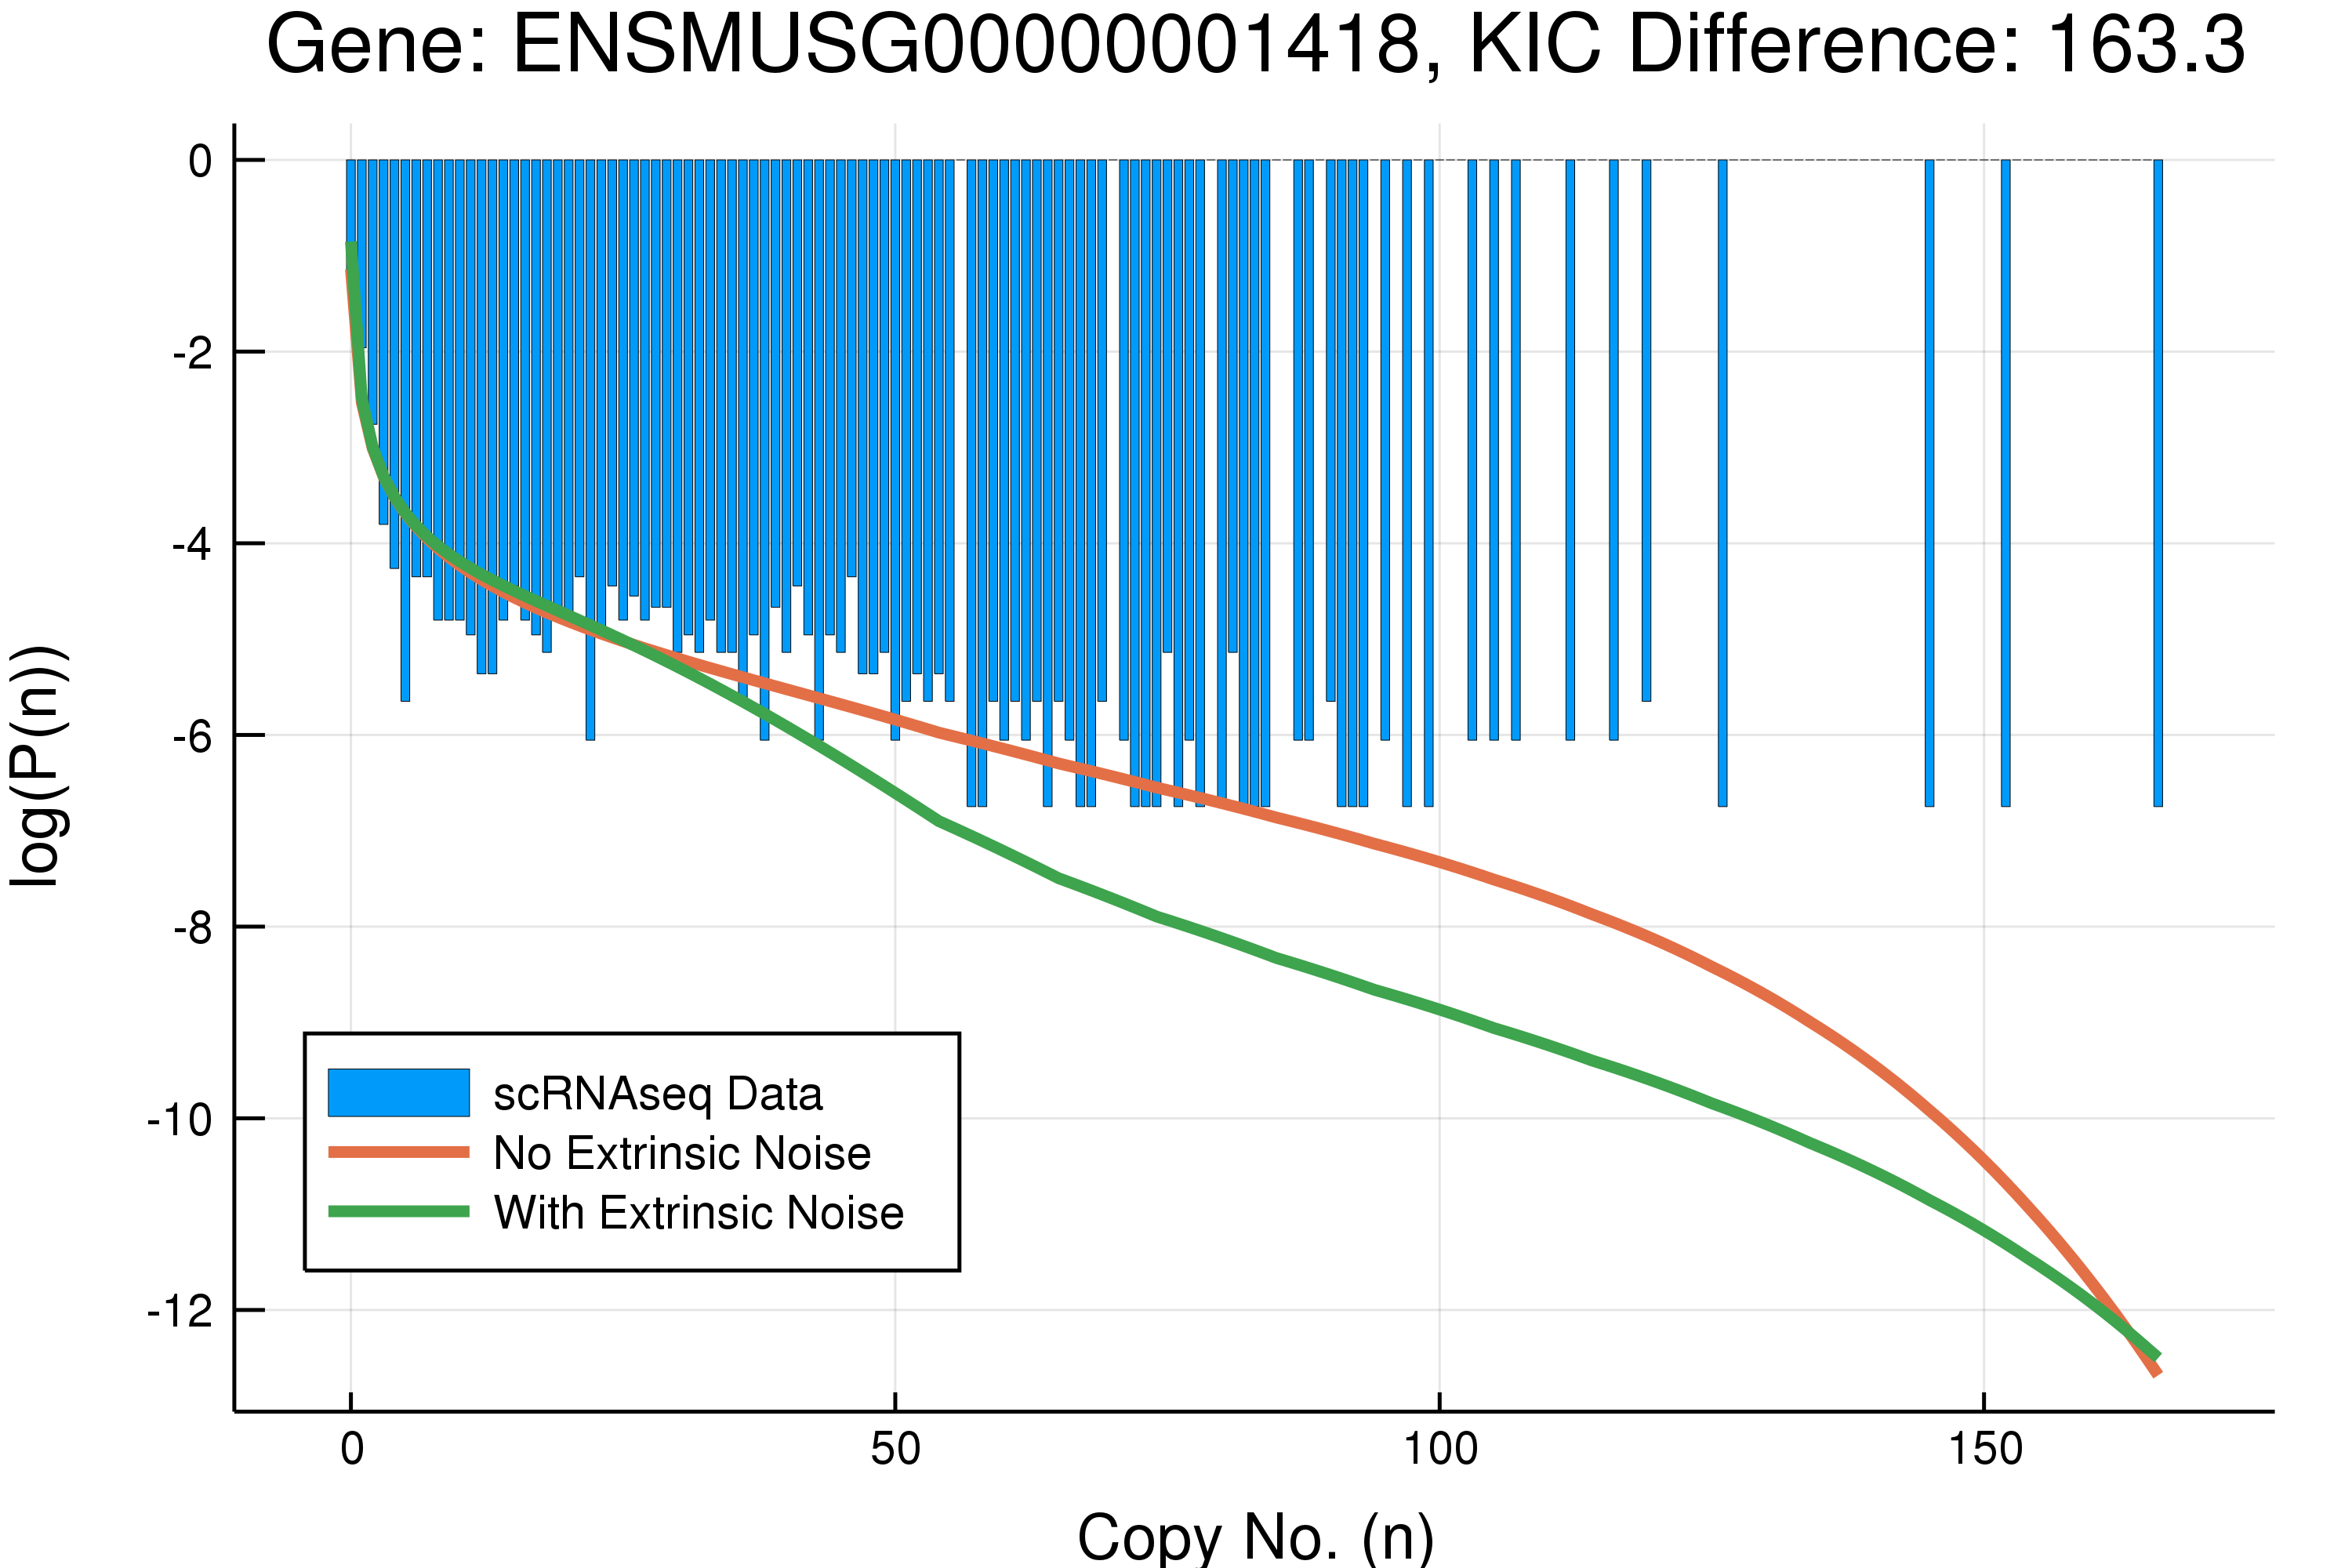 Gene: ENSMUSG00000001418, KIC Difference: 163.3
0
-2
-4
-6
-8
-10
-12
log(P(n))
scRNAseq Data
No Extrinsic Noise
With Extrinsic Noise
0
50
100
150
Copy No. (n)